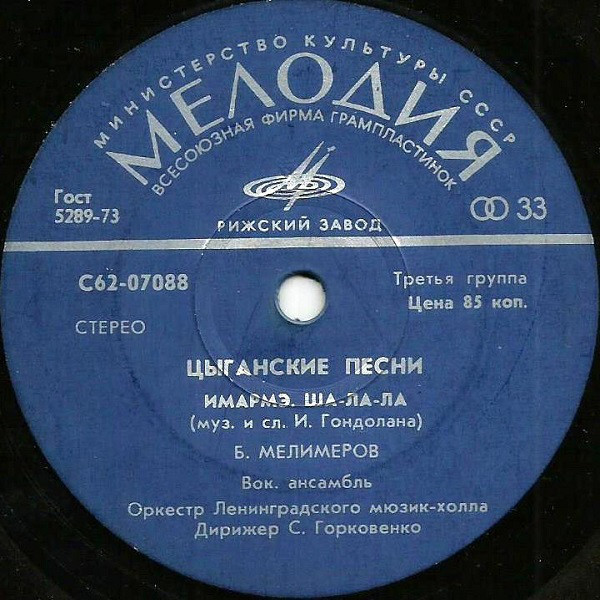 МИНИСТЕРСТВО КУЛЬТУРЫ СССР
МЕЛОДИЯ
ВСЕСОЮЗНАЯ ФИРМА ГРАМПЛАСТИНОК
Гост
5289-73
РИЖСКИЙ ЗАВОД
33
С62-07088
Третья группа
Цена 85 коп.
СТЕРЕО
ЦЫГАНСКИЕ ПЕСНИ
ИМАРМЭ. ША-ЛА-ЛА
(муз. и сл. И. Гондолана)
Б. МЕЛИМЕРОВ
Вок. ансамбль
Оркестр Ленинградского мюзик-холла
Дирижер С. Горковенко